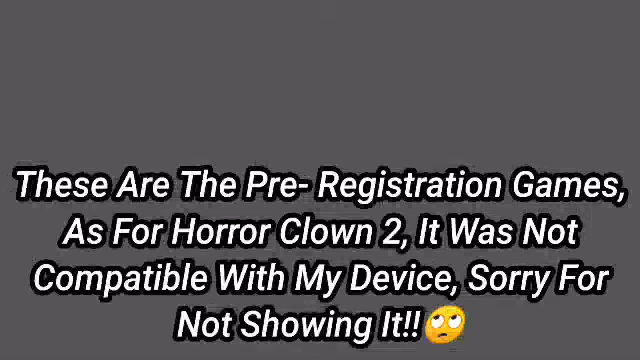 These Are The Pre- Registration Games,
As For Horror Clown 2, It Was Not
Compatible With My Device, Sorry For
Not Showing It!!🙄